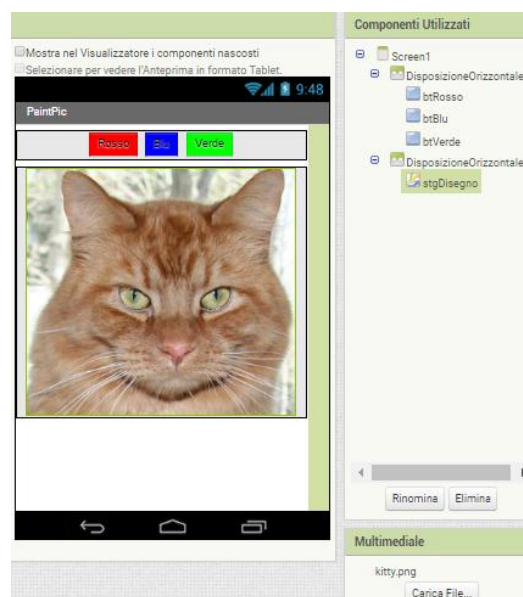 Componenti Utilizzati
Mostra nel Visualizzatore i componenti nascosti
Selezionare per vedere l'Anteprima in formato Tablet.
9:48
PaintPic
Rosso Blu Verde
Screen1
DisposizioneOrizzontale
btRosso
btBlu
btVerde
DisposizioneOrizzontale
stgDisegno
Rinomina Elimina
Multimediale
kitty.png
Carica File...